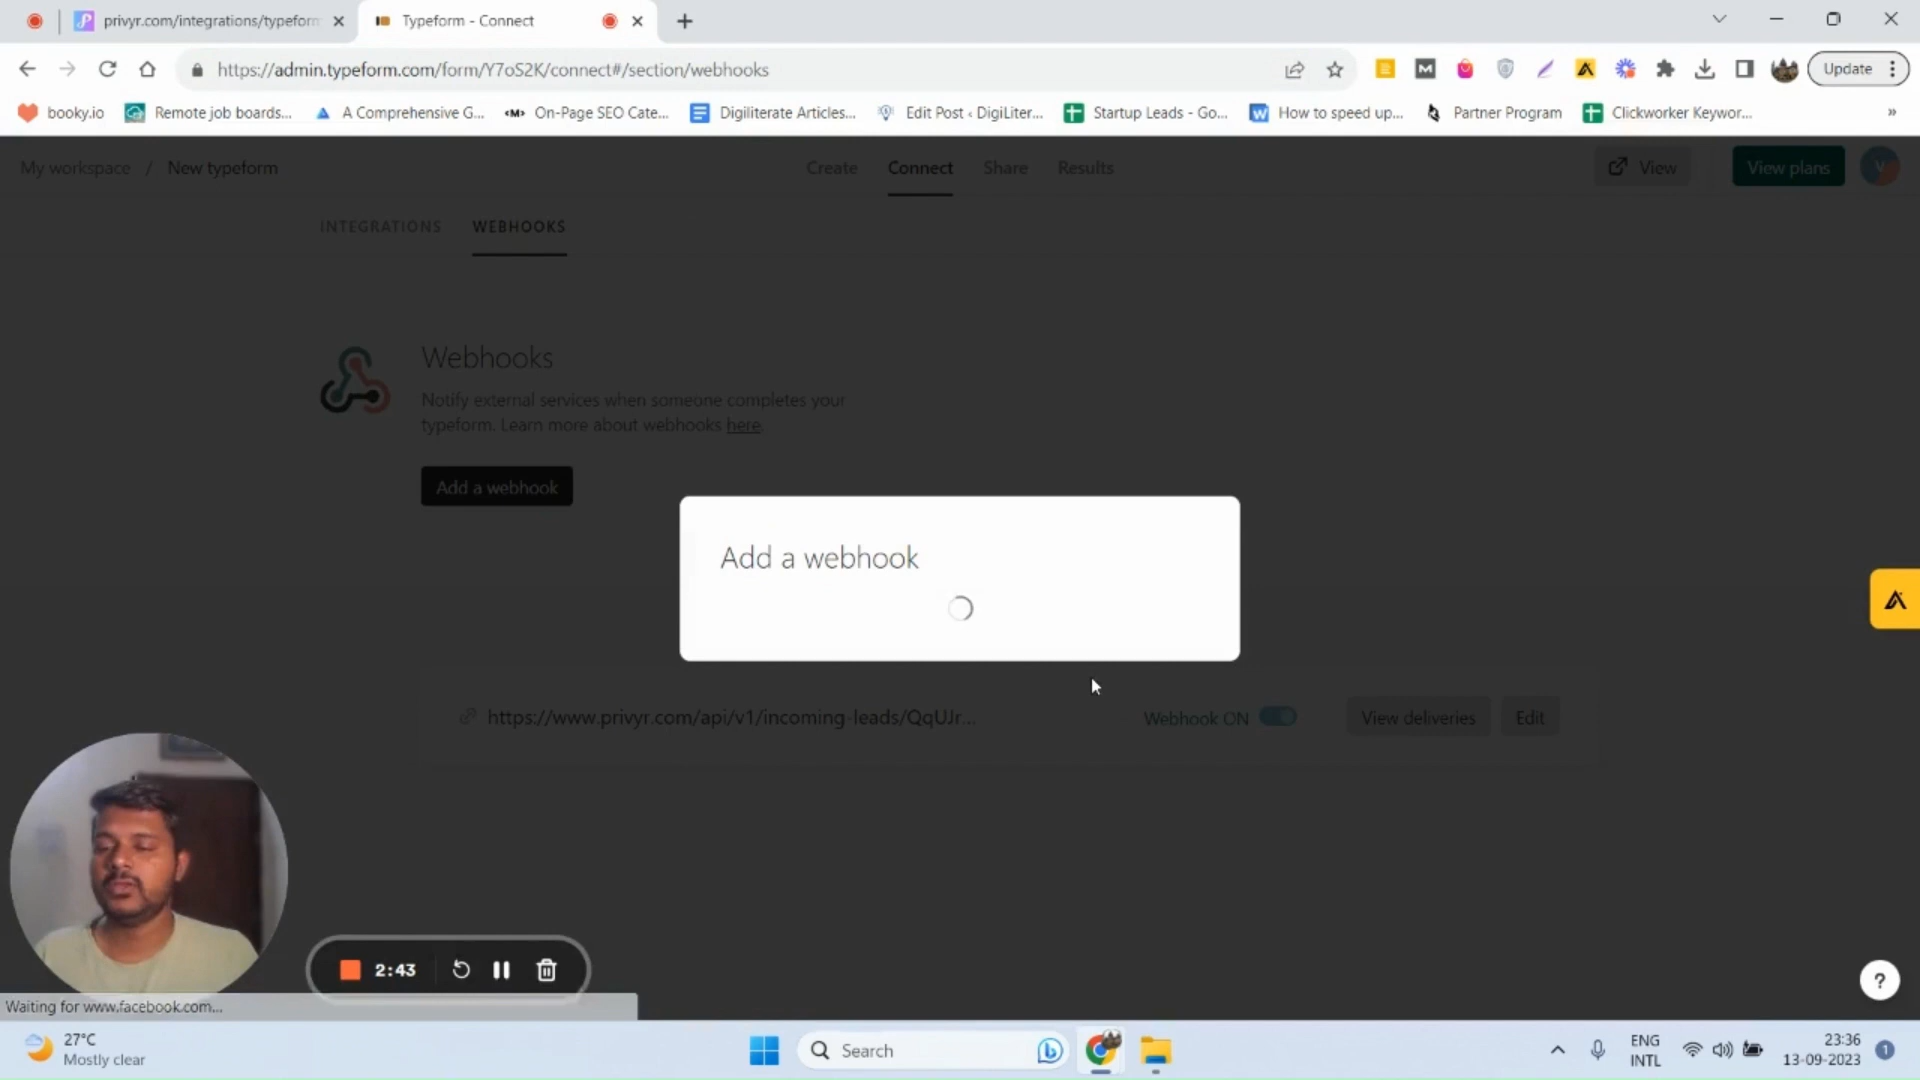 privyr.com/integrations/typeform
Typeform - Connect
https://admin.typeform.com/form/Y7oS2K/connect#/section/webhooks
Update
booky.io
Remote job boards...
A Comprehensive G...
On-Page SEO Cate...
Digiliterate Articles...
Edit Post ‹ DigiLiter...
Startup Leads - Go...
How to speed up...
Partner Program
Clickworker Keywor...
»
My workspace / New typeform
Create
Connect
Share
Results
View
View plans
V
INTEGRATIONS
WEBHOOKS
Webhooks
Notify external services when someone completes your
typeform. Learn more about webhooks here.
Add a webhook
Add a webhook
https://www.privyr.com/api/v1/incoming-leads/QqUJr...
Webhook ON
View deliveries
Edit
2:43
?
Waiting for www.facebook.com...
27°C
Mostly clear
Search
ENG
INTL
23:36
13-09-2023
1